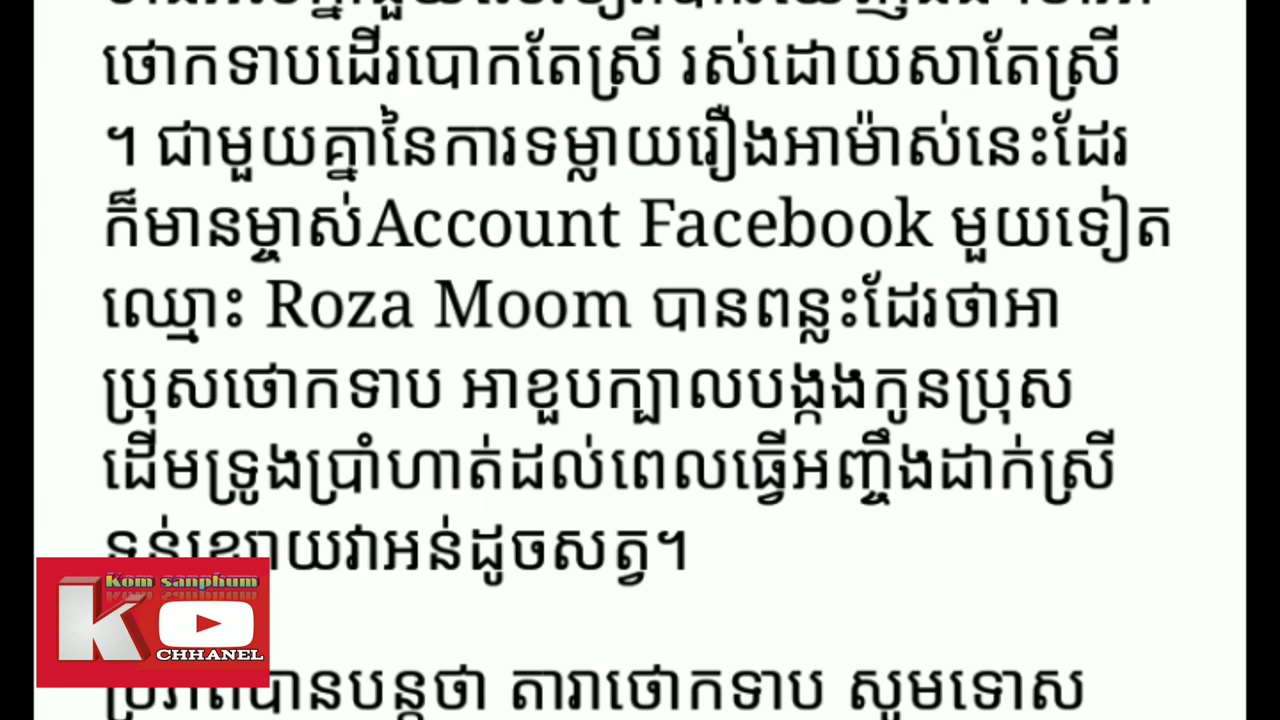 ថោកទាបដើរបោកតែស្រី រស់ដោយសាតែស្រី
។ ជាមួយគ្នានៃការទម្លាយរឿងអាម៉ាស់នេះដែរ
ក៏មានម្ចាស់Account Facebook មួយទៀត
ឈ្មោះ Roza Moom បានពន្លះដែរថាអា
ប្រុសថោកទាប អាខួបក្បាលបង្កងកូនប្រុស
ដើមទ្រូងប្រាំហាត់ដល់ពេលធ្វើអញ្ចឹងដាក់ស្រី
ទន់ខ្សោយវាអន់ដូចសត្វ។
Kom sanphum
K
CHHANEL
បានបន្តថា តារាថោកទាប សូមទោស